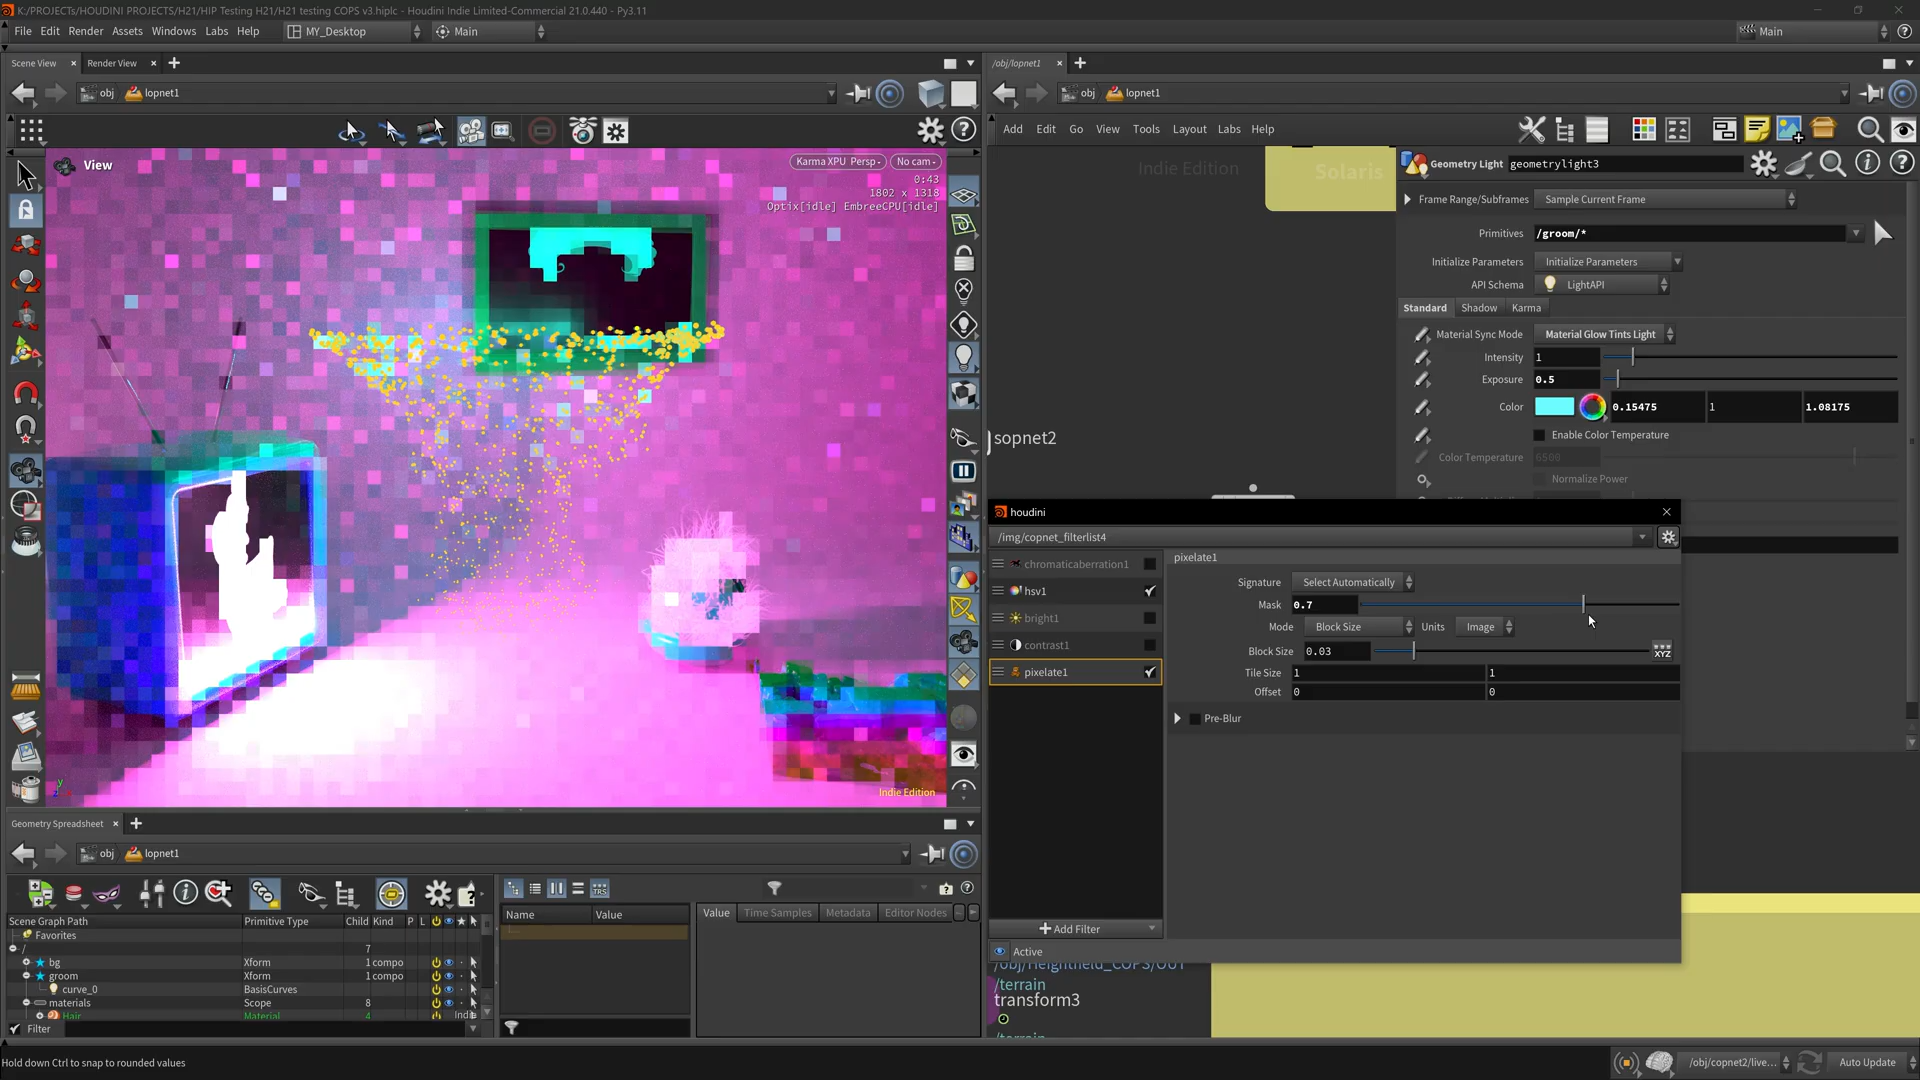 K:/PROJECTs/HOUDINI PROJECTS/H21/HIP Testing H21/H21 testing COPS v3.hiplc - Houdini Indie Limited-Commercial 21.0.440 - Py3.11
File Edit Render Assets Windows Labs Help MY_Desktop Main Main
Scene View Render View
/obj/lopnet1
obj lopnet1
obj lopnet1
Add Edit Go View Tools Layout Labs Help
View
Karma XPU Persp No cam
0:43
1802 x 1318
Optix[idle] EmbreeCPU[idle]
Indie Edition
Indie Edition
Solaris
sopnet2
Geometry Light geometrylight3
Frame Range/Subframes Sample Current Frame
Primitives /groom/*
Initialize Parameters Initialize Parameters
API Schema LightAPI
Standard Shadow Karma
Material Sync Mode Material Glow Tints Light
Intensity 1
Exposure 0.5
Color 0.15475 1 1.08175
Enable Color Temperature
Color Temperature 6500
Normalize Power
houdini
/img/copnet_filterlist4
chromaticaberration1
hsv1
bright1
contrast1
pixelate1
Add Filter
Active
pixelate1
Signature Select Automatically
Mask 0.7
Mode Block Size Units Image
Block Size 0.03
XYZ
Tile Size 1 1
Offset 0 0
Pre-Blur
/obj/Heightfield_COPS/OUT
/terrain
transform3
/terrain
Geometry Spreadsheet
obj lopnet1
Scene Graph Path Primitive Type Child Kind P L
Favorites
/ 7
bg Xform 1 compo
groom Xform 1 compo
curve_0 BasisCurves
materials Scope 8
Hair Material 4
Filter
TRS
Name Value
Value Time Samples Metadata Editor Nodes
Hold down Ctrl to snap to rounded values
/obj/copnet2/live... Auto Update